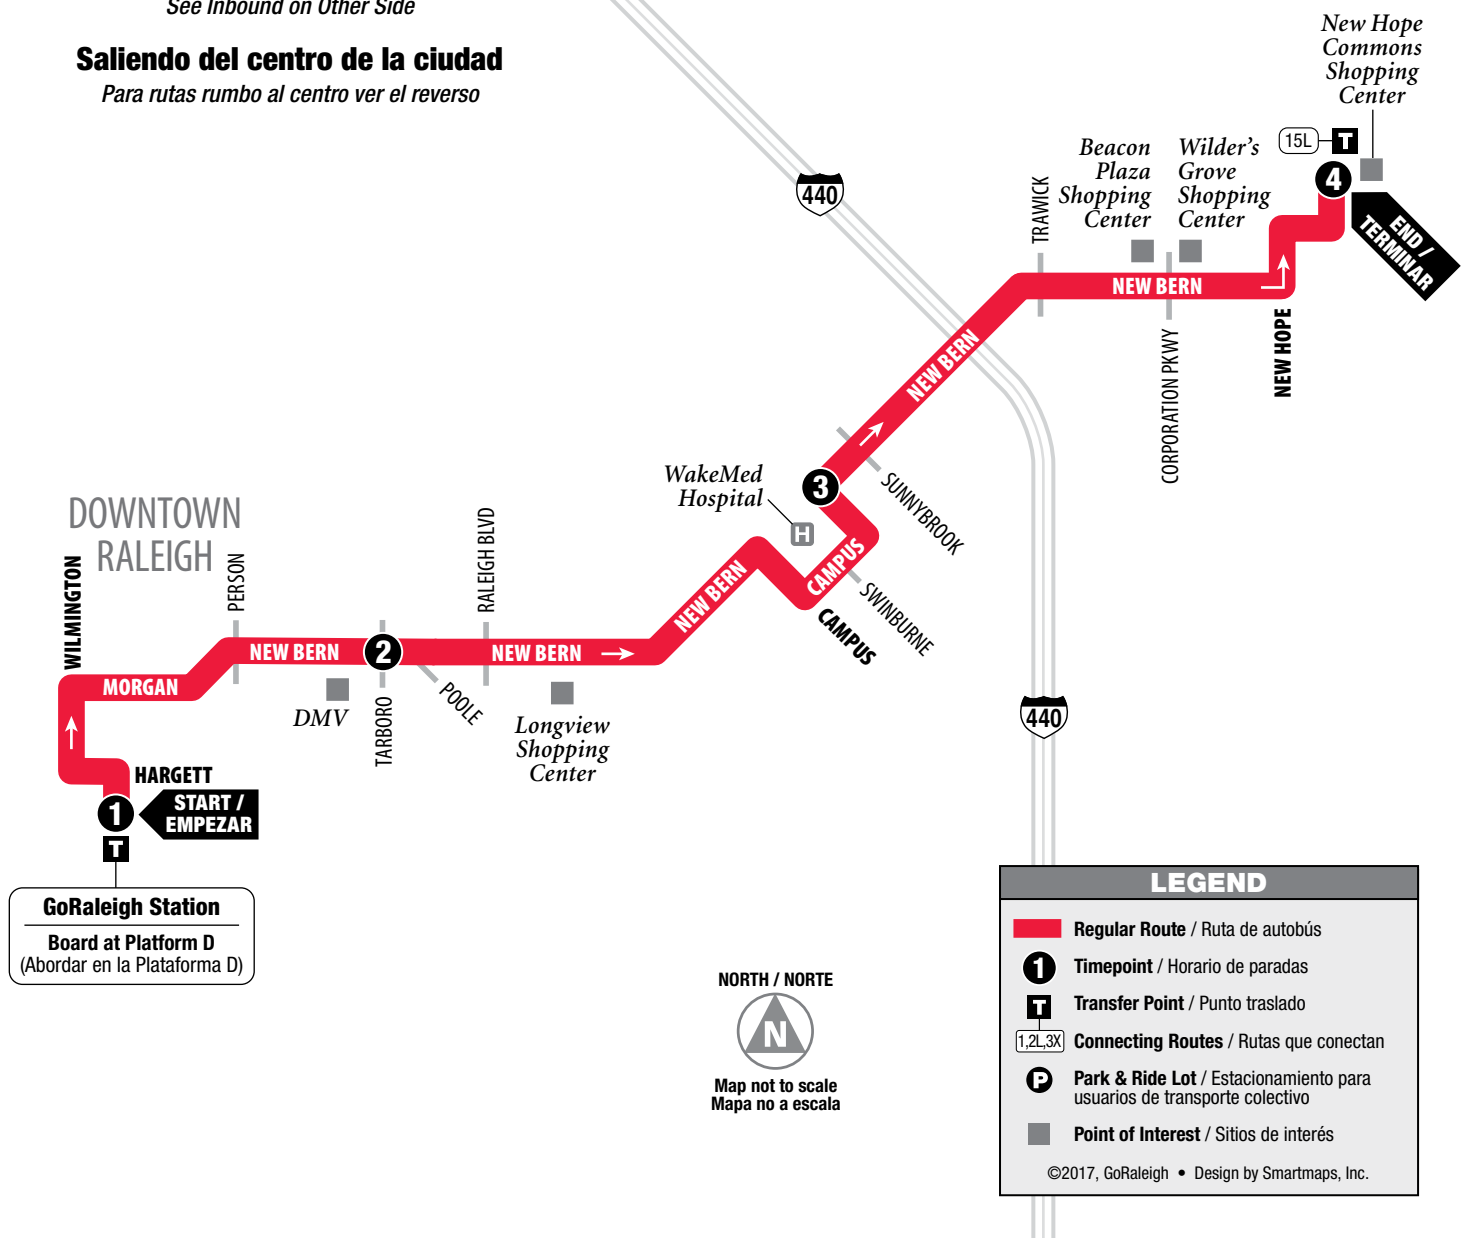 See Inbound on Other Side
Saliendo del centro de la ciudad
Para rutas rumbo al centro ver el reverso
New Hope
Commons
Shopping
Center
15L
T
4
END /
TERMINAR
440
TRAWICK
Beacon
Plaza
Shopping
Center
Wilder's
Grove
Shopping
Center
NEW BERN
CORPORATION PKWY
NEW HOPE
NEW BERN
WakeMed
Hospital
H
3
SUNNYBROOK
CAMPUS
SWINBURNE
CAMPUS
NEW BERN
DOWNTOWN
RALEIGH
WILMINGTON
PERSON
RALEIGH BLVD
NEW BERN
2
NEW BERN
MORGAN
DMV
TARBORO
POOLE
Longview
Shopping
Center
440
HARGETT
1
START /
EMPEZAR
T
GoRaleigh Station
Board at Platform D
(Abordar en la Plataforma D)
NORTH / NORTE
N
Map not to scale
Mapa no a escala
LEGEND
Regular Route / Ruta de autobús
1 Timepoint / Horario de paradas
T Transfer Point / Punto traslado
1,2L,3X Connecting Routes / Rutas que conectan
P Park & Ride Lot / Estacionamiento para
usuarios de transporte colectivo
Point of Interest / Sitios de interés
©2017, GoRaleigh • Design by Smartmaps, Inc.